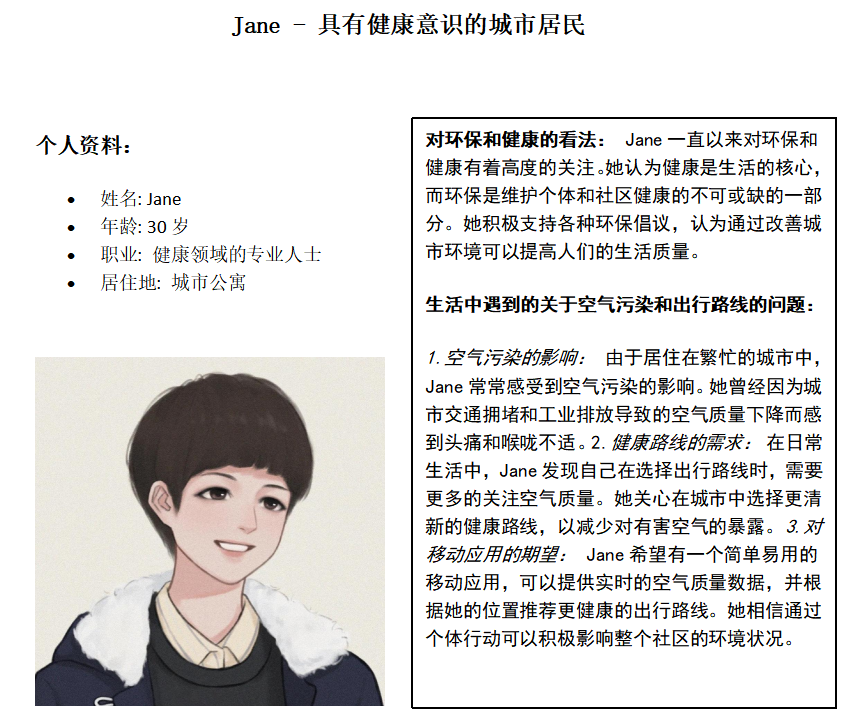 Jane - 具有健康意识的城市居民
个人资料：
• 姓名: Jane
• 年龄: 30 岁
• 职业: 健康领域的专业人士
• 居住地: 城市公寓
对环保和健康的看法： Jane 一直以来对环保和
健康有着高度的关注。她认为健康是生活的核心，
而环保是维护个体和社区健康的不可或缺的一部
分。她积极支持各种环保倡议，认为通过改善城
市环境可以提高人们的生活质量。
生活中遇到的关于空气污染和出行路线的问题：
1. 空气污染的影响： 由于居住在繁忙的城市中，
Jane 常常感受到空气污染的影响。她曾经因为城
市交通拥堵和工业排放导致的空气质量下降而感
到头痛和喉咙不适。2. 健康路线的需求： 在日常
生活中，Jane 发现自己在选择出行路线时，需要
更多的关注空气质量。她关心在城市中选择更清
新的健康路线，以减少对有害空气的暴露。3. 对
移动应用的期望： Jane 希望有一个简单易用的
移动应用，可以提供实时的空气质量数据，并根
据她的位置推荐更健康的出行路线。她相信通过
个体行动可以积极影响整个社区的环境状况。